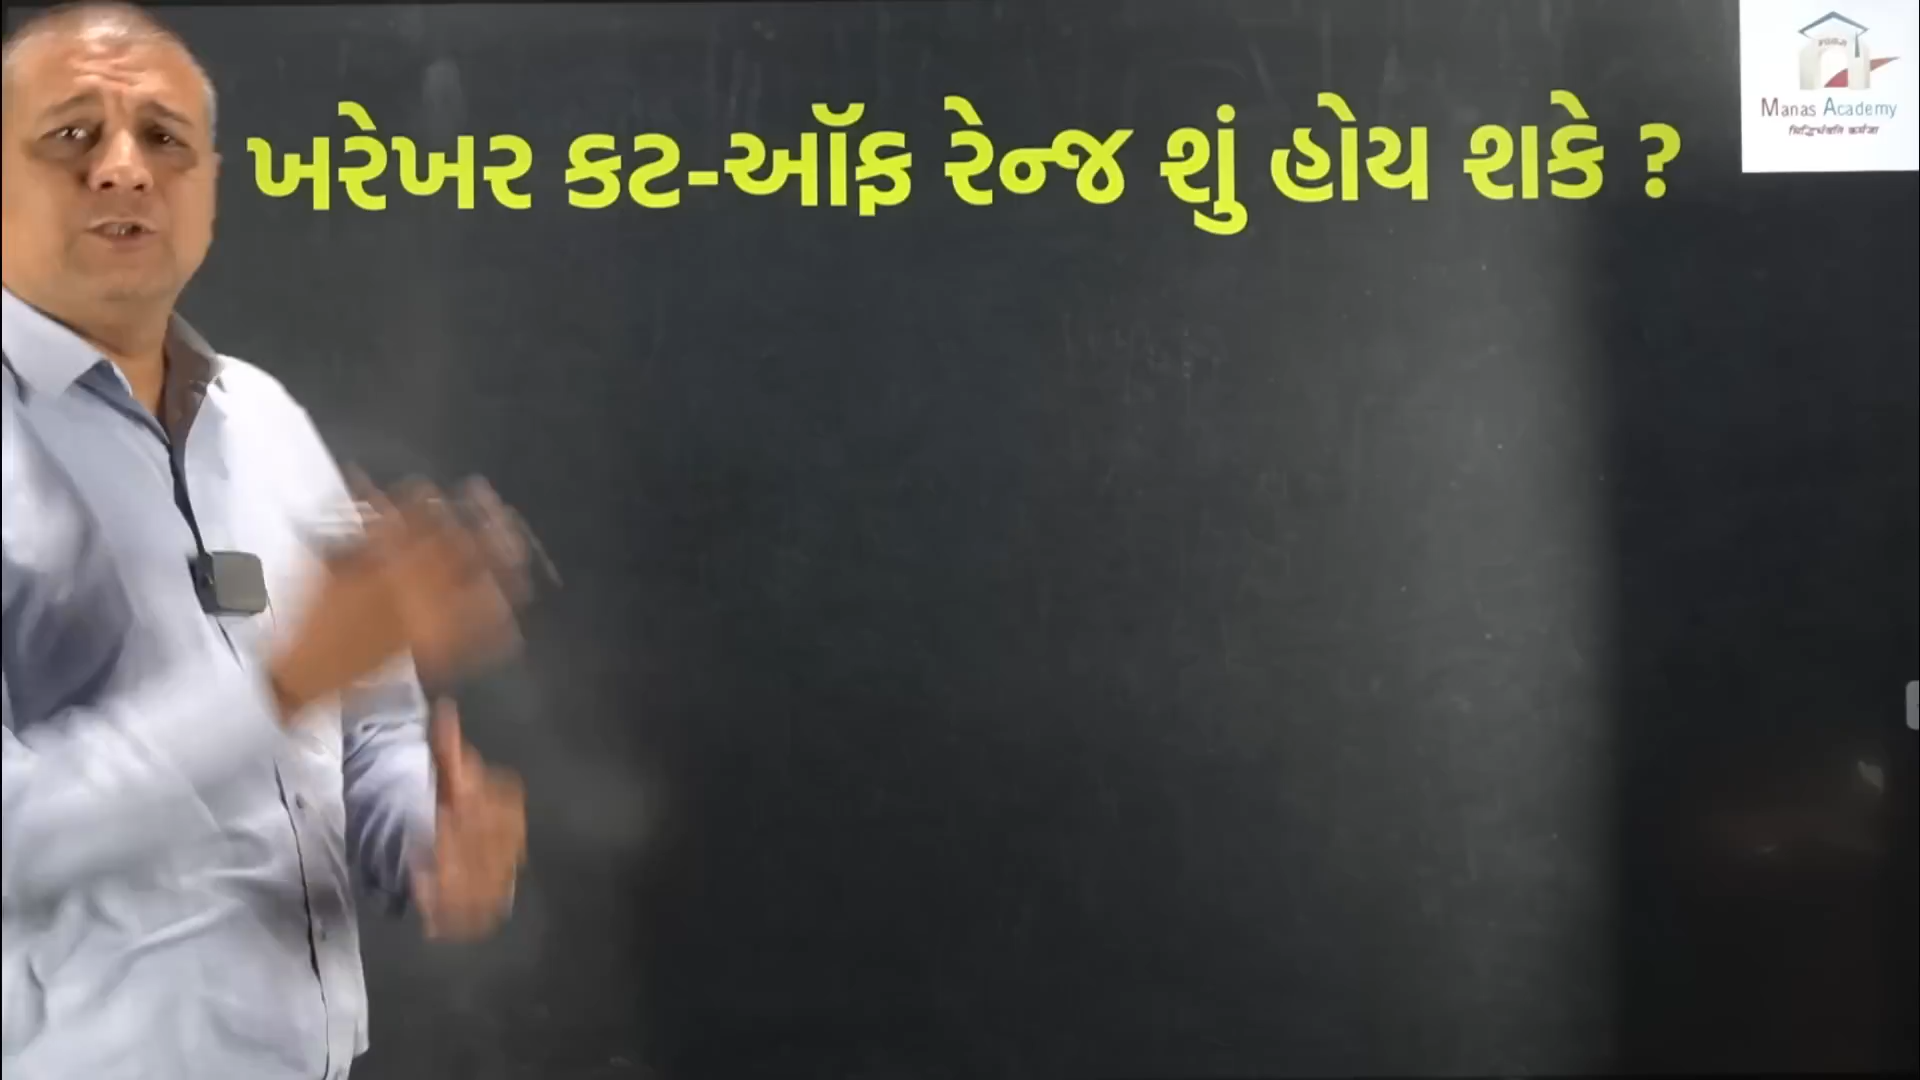 ખરેખર કટ-ઑફ રેન્જ શું હોય શકે ?
Manas Academy